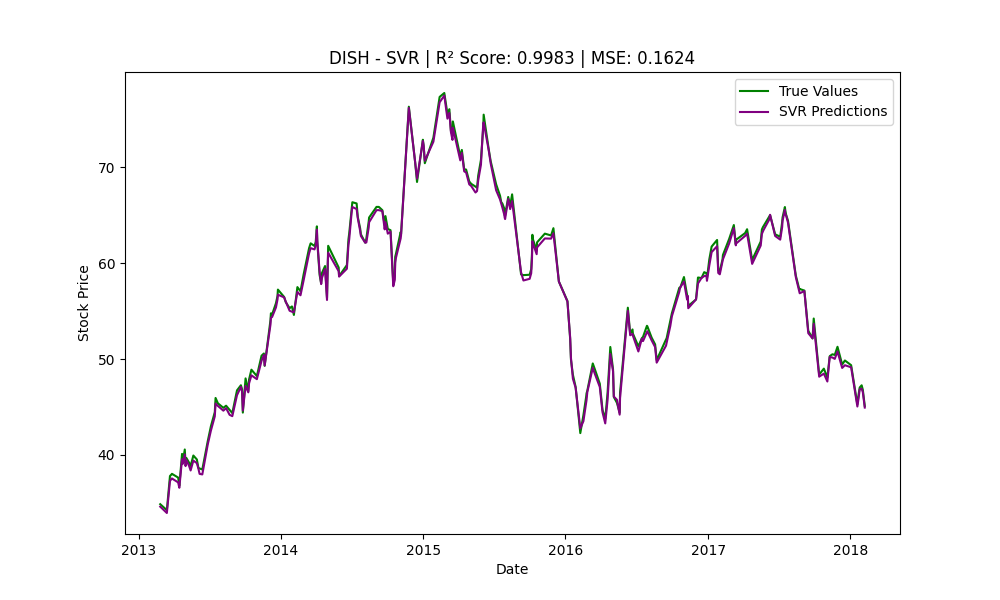 DISH - SVR | R² Score: 0.9983 | MSE: 0.1624
True Values
SVR Predictions
Stock Price
70
60
50
40
2013 2014 2015 2016 2017 2018
Date